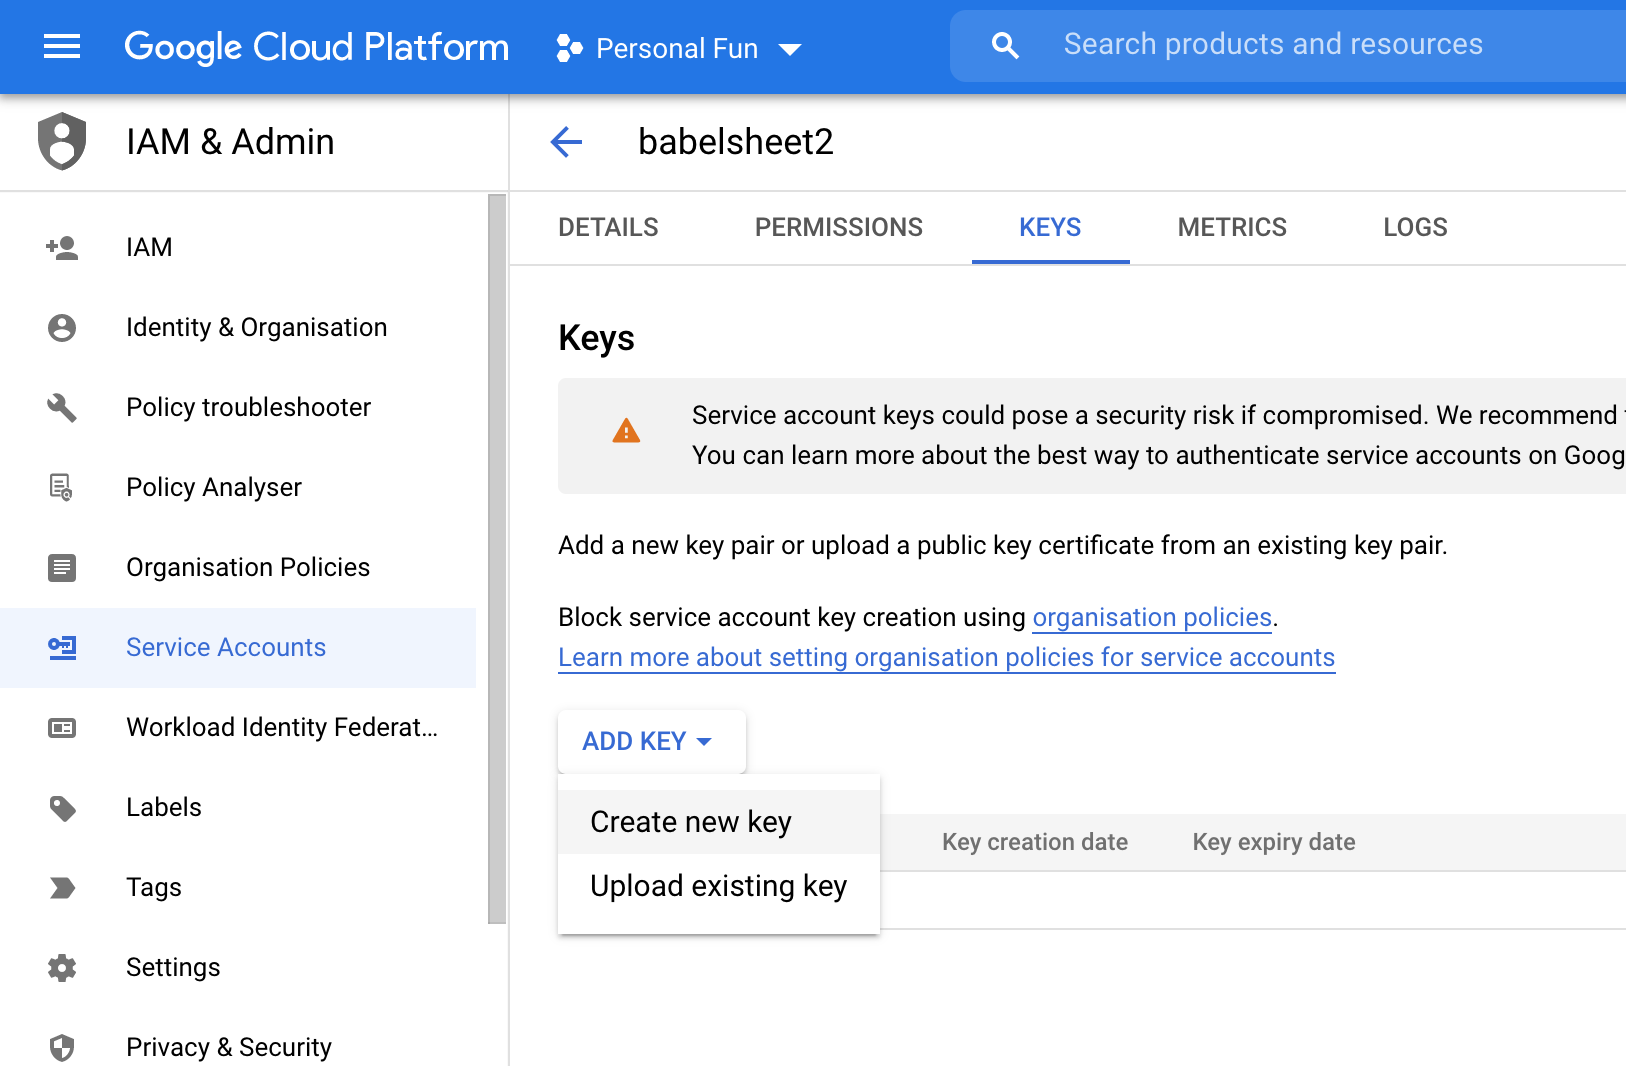 Google Cloud Platform
Personal Fun
Search products and resources
IAM & Admin
babelsheet2
IAM
Identity & Organisation
Policy troubleshooter
Policy Analyser
Organisation Policies
Service Accounts
Workload Identity Federat...
Labels
Tags
Settings
Privacy & Security
DETAILS PERMISSIONS KEYS METRICS LOGS
Keys
Service account keys could pose a security risk if compromised. We recommend
You can learn more about the best way to authenticate service accounts on Goog
Add a new key pair or upload a public key certificate from an existing key pair.
Block service account key creation using organisation policies.
Learn more about setting organisation policies for service accounts
ADD KEY
Create new key
Upload existing key
Key creation date Key expiry date